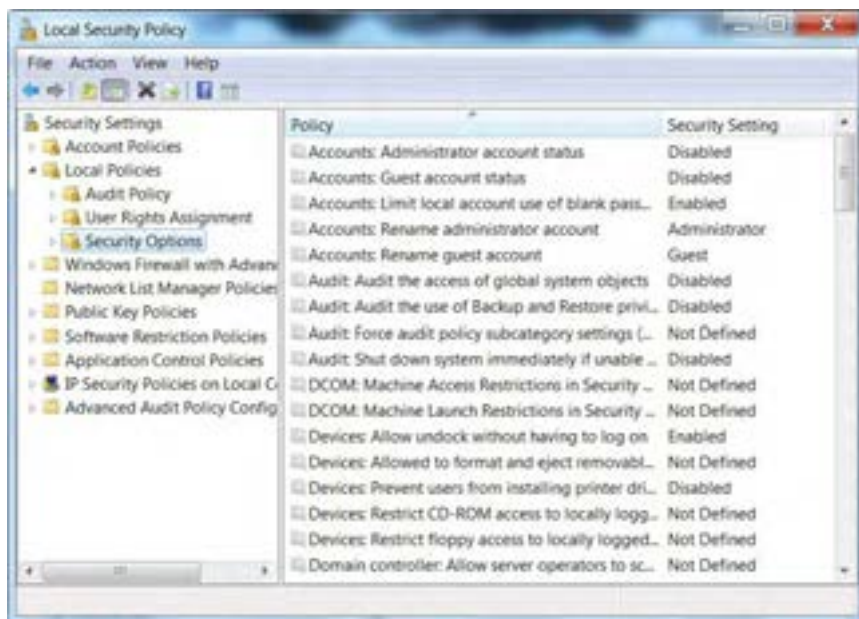 Local Security Policy
File Action View Help
Security Settings
Account Policies
Local Policies
Audit Policy
User Rights Assignment
Security Options
Windows Firewall with Advanc
Network List Manager Policies
Public Key Policies
Software Restriction Policies
Application Control Policies
IP Security Policies on Local C
Advanced Audit Policy Config
Policy Security Setting
Accounts: Administrator account status Disabled
Accounts: Guest account status Disabled
Accounts: Limit local account use of blank pass... Enabled
Accounts: Rename administrator account Administrator
Accounts: Rename guest account Guest
Audit: Audit the access of global system objects Disabled
Audit: Audit the use of Backup and Restore privi... Disabled
Audit: Force audit policy subcategory settings (... Not Defined
Audit: Shut down system immediately if unable ... Disabled
DCOM: Machine Access Restrictions in Security ... Not Defined
DCOM: Machine Launch Restrictions in Security ... Not Defined
Devices: Allow undock without having to log on Enabled
Devices: Allowed to format and eject removabl... Not Defined
Devices: Prevent users from installing printer dri... Disabled
Devices: Restrict CD-ROM access to locally logg... Not Defined
Devices: Restrict floppy access to locally logged... Not Defined
Domain controller: Allow server operators to sc... Not Defined